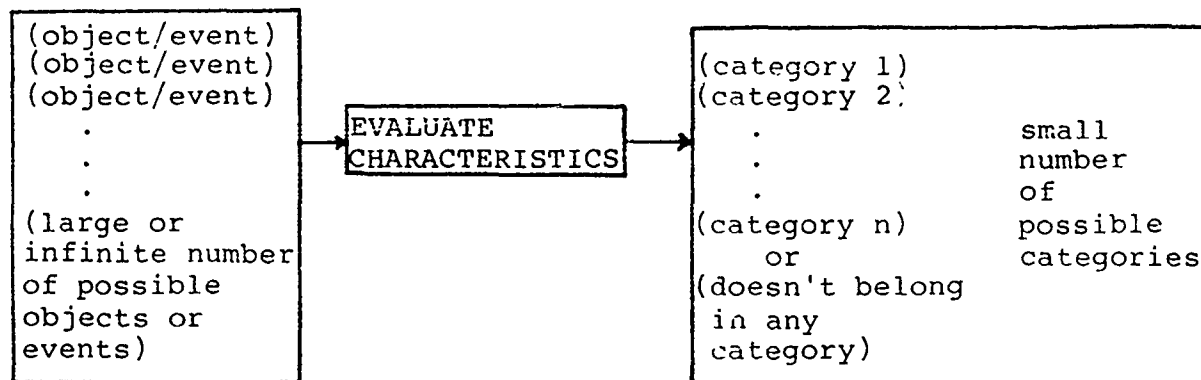 (object/event)
(object/event)
(object/event)
.
.
.
(large or
infinite number
of possible
objects or
events)
EVALUATE
CHARACTERISTICS
(category 1)
(category 2)
.
.
.
(category n)
or
(doesn't belong
in any
category)
small
number
of
possible
categories